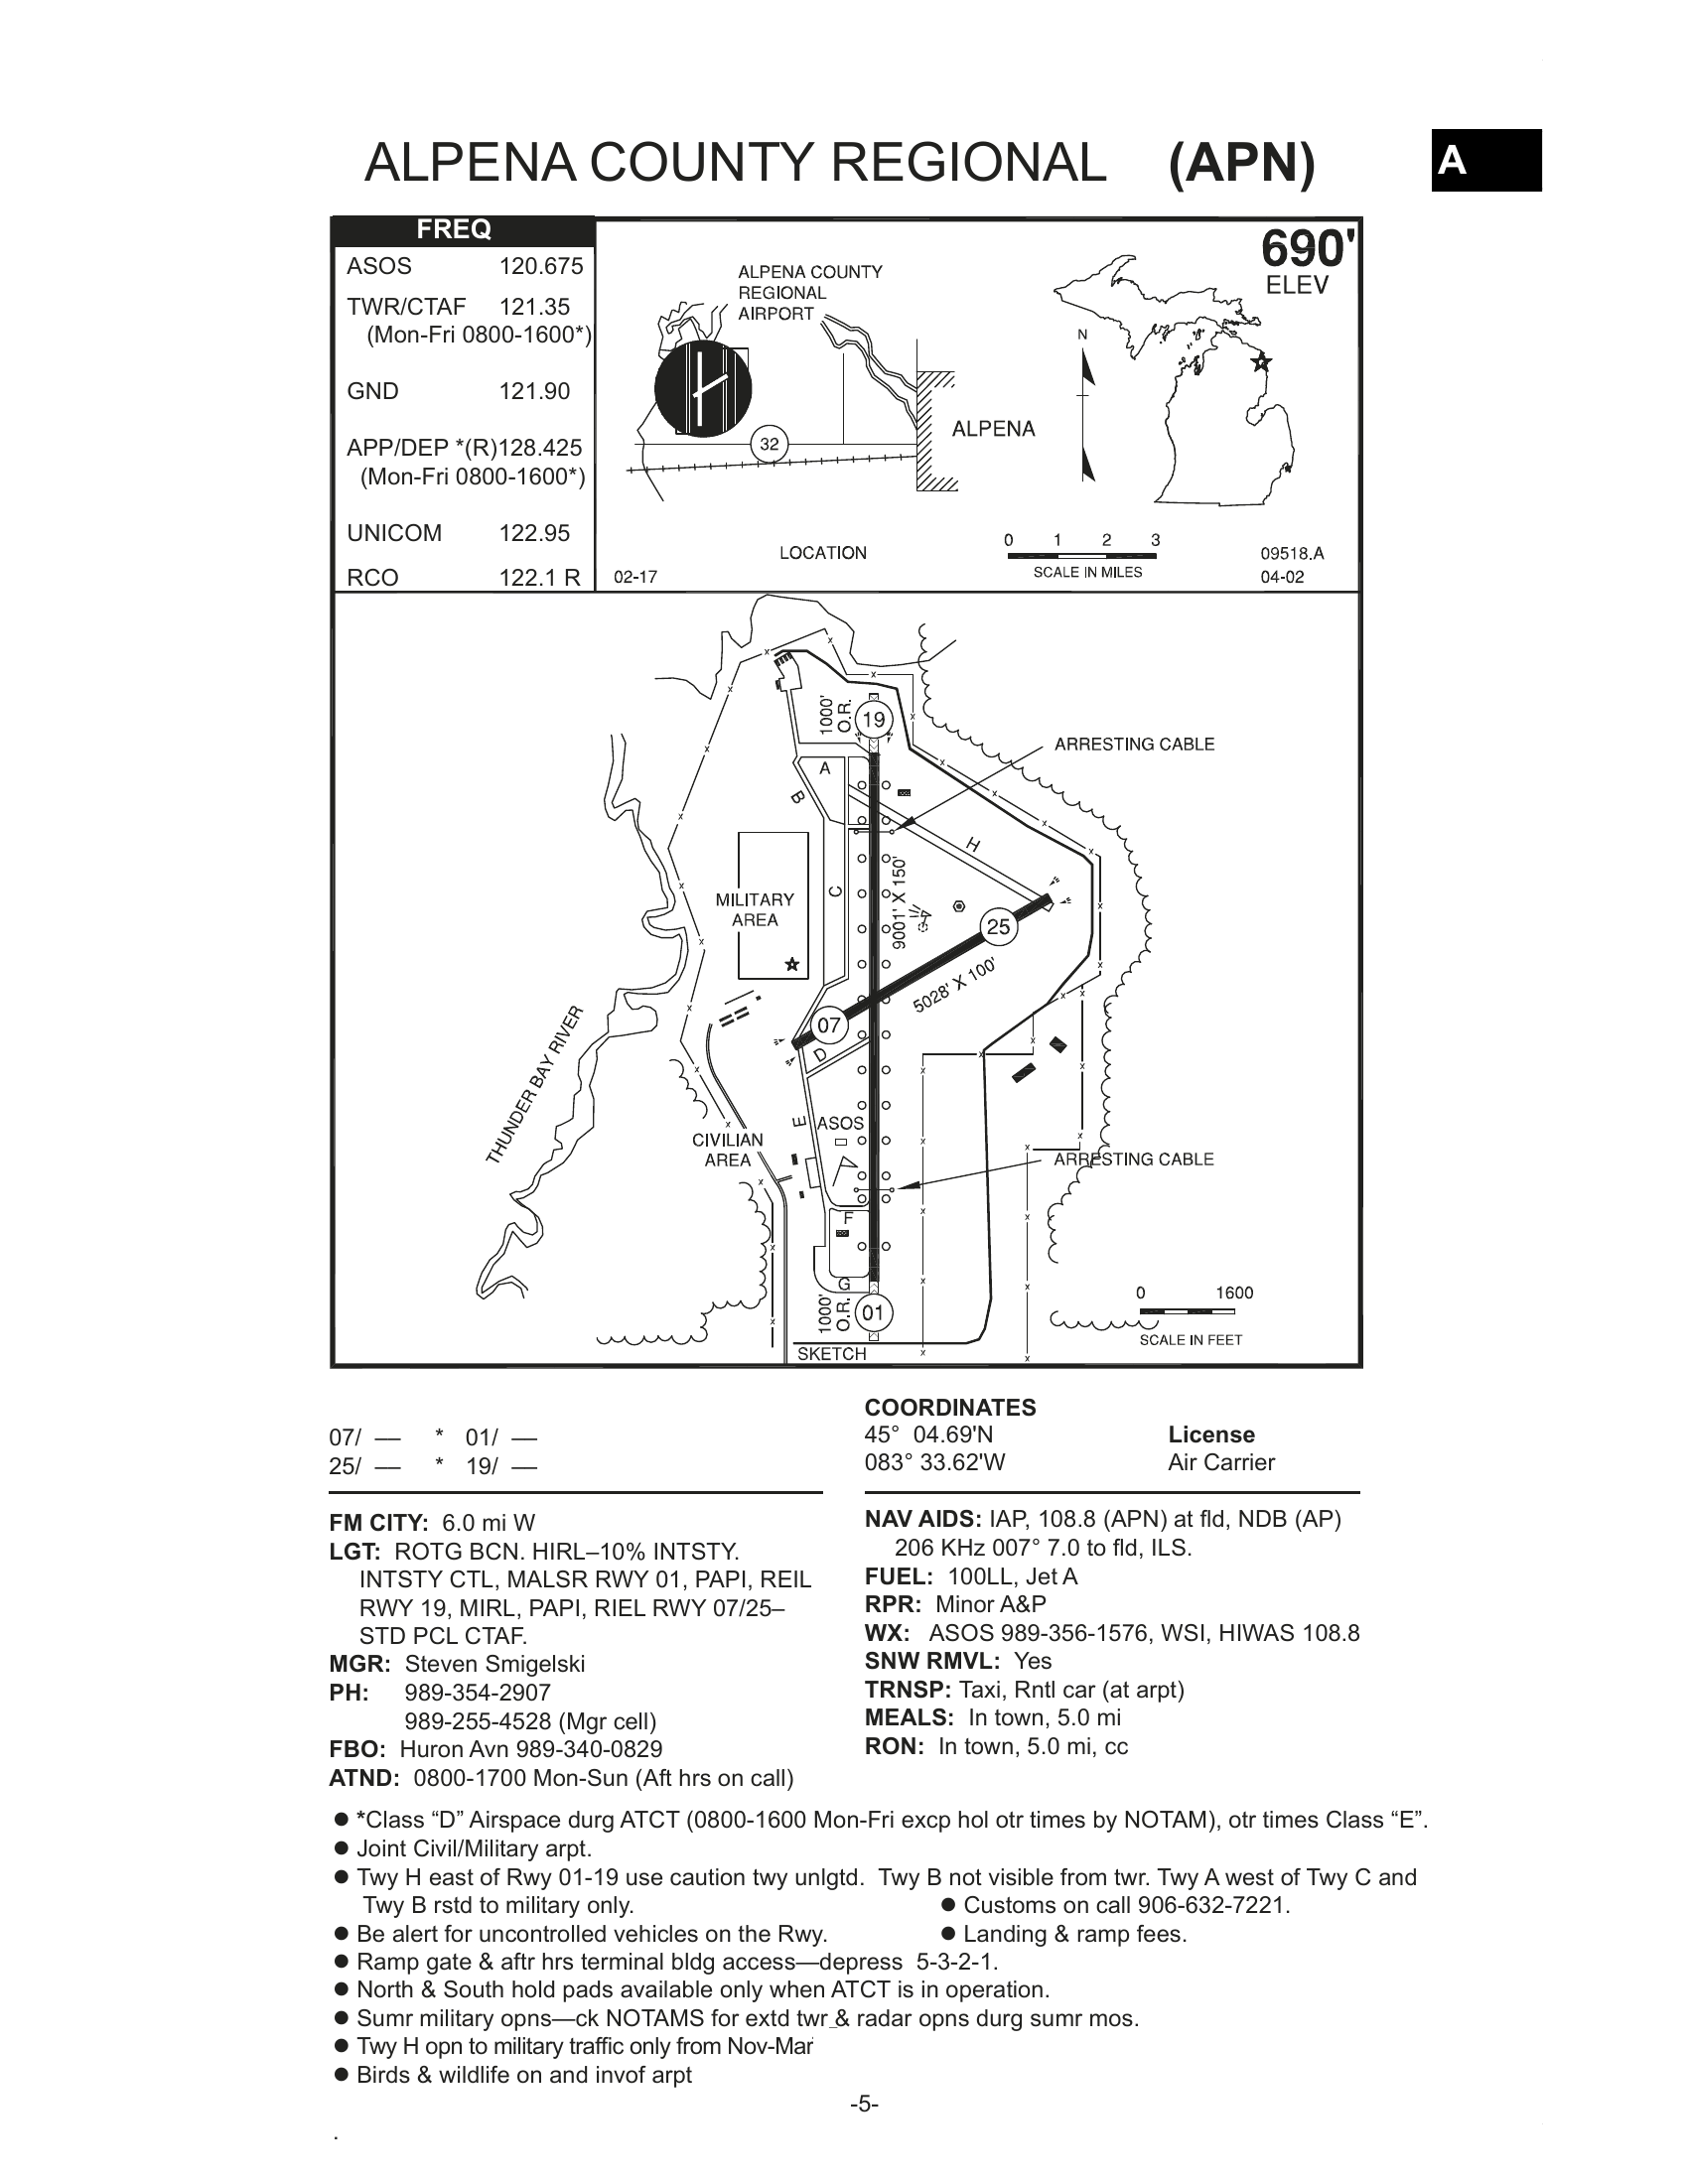 ALPENA COUNTY REGIONAL (APN)
A
FREQ
ASOS 120.675
TWR/CTAF 121.35
(Mon-Fri 0800-1600*)
GND 121.90
APP/DEP *(R)128.425
(Mon-Fri 0800-1600*)
UNICOM 122.95
RCO 122.1 R
ALPENA COUNTY
REGIONAL
AIRPORT
32
ALPENA
LOCATION
02-17
N
690'
ELEV
0 1 2 3
SCALE IN MILES
09518.A
04-02
1000'
O.R.
19
ARRESTING CABLE
A
B
H
C
MILITARY
AREA
9001' X 150'
25
5028' X 100'
07
D
THUNDER BAY RIVER
E
ASOS
CIVILIAN
AREA
ARRESTING CABLE
F
G
1000'
O.R.
01
0 1600
SCALE IN FEET
SKETCH
07/ — * 01/ —
25/ — * 19/ —
COORDINATES
45° 04.69'N
083° 33.62'W
License
Air Carrier
FM CITY: 6.0 mi W
LGT: ROTG BCN. HIRL–10% INTSTY.
INTSTY CTL, MALSR RWY 01, PAPI, REIL
RWY 19, MIRL, PAPI, RIEL RWY 07/25–
STD PCL CTAF.
MGR: Steven Smigelski
PH: 989-354-2907
989-255-4528 (Mgr cell)
FBO: Huron Avn 989-340-0829
ATND: 0800-1700 Mon-Sun (Aft hrs on call)
NAV AIDS: IAP, 108.8 (APN) at fld, NDB (AP)
206 KHz 007° 7.0 to fld, ILS.
FUEL: 100LL, Jet A
RPR: Minor A&P
WX: ASOS 989-356-1576, WSI, HIWAS 108.8
SNW RMVL: Yes
TRNSP: Taxi, Rntl car (at arpt)
MEALS: In town, 5.0 mi
RON: In town, 5.0 mi, cc
● *Class “D” Airspace durg ATCT (0800-1600 Mon-Fri excp hol otr times by NOTAM), otr times Class “E”.
● Joint Civil/Military arpt.
● Twy H east of Rwy 01-19 use caution twy unlgtd. Twy B not visible from twr. Twy A west of Twy C and
Twy B rstd to military only. ● Customs on call 906-632-7221.
● Be alert for uncontrolled vehicles on the Rwy. ● Landing & ramp fees.
● Ramp gate & aftr hrs terminal bldg access—depress 5-3-2-1.
● North & South hold pads available only when ATCT is in operation.
● Sumr military opns—ck NOTAMS for extd twr & radar opns durg sumr mos.
● Twy H opn to military traffic only from Nov-Mar
● Birds & wildlife on and invof arpt
-5-